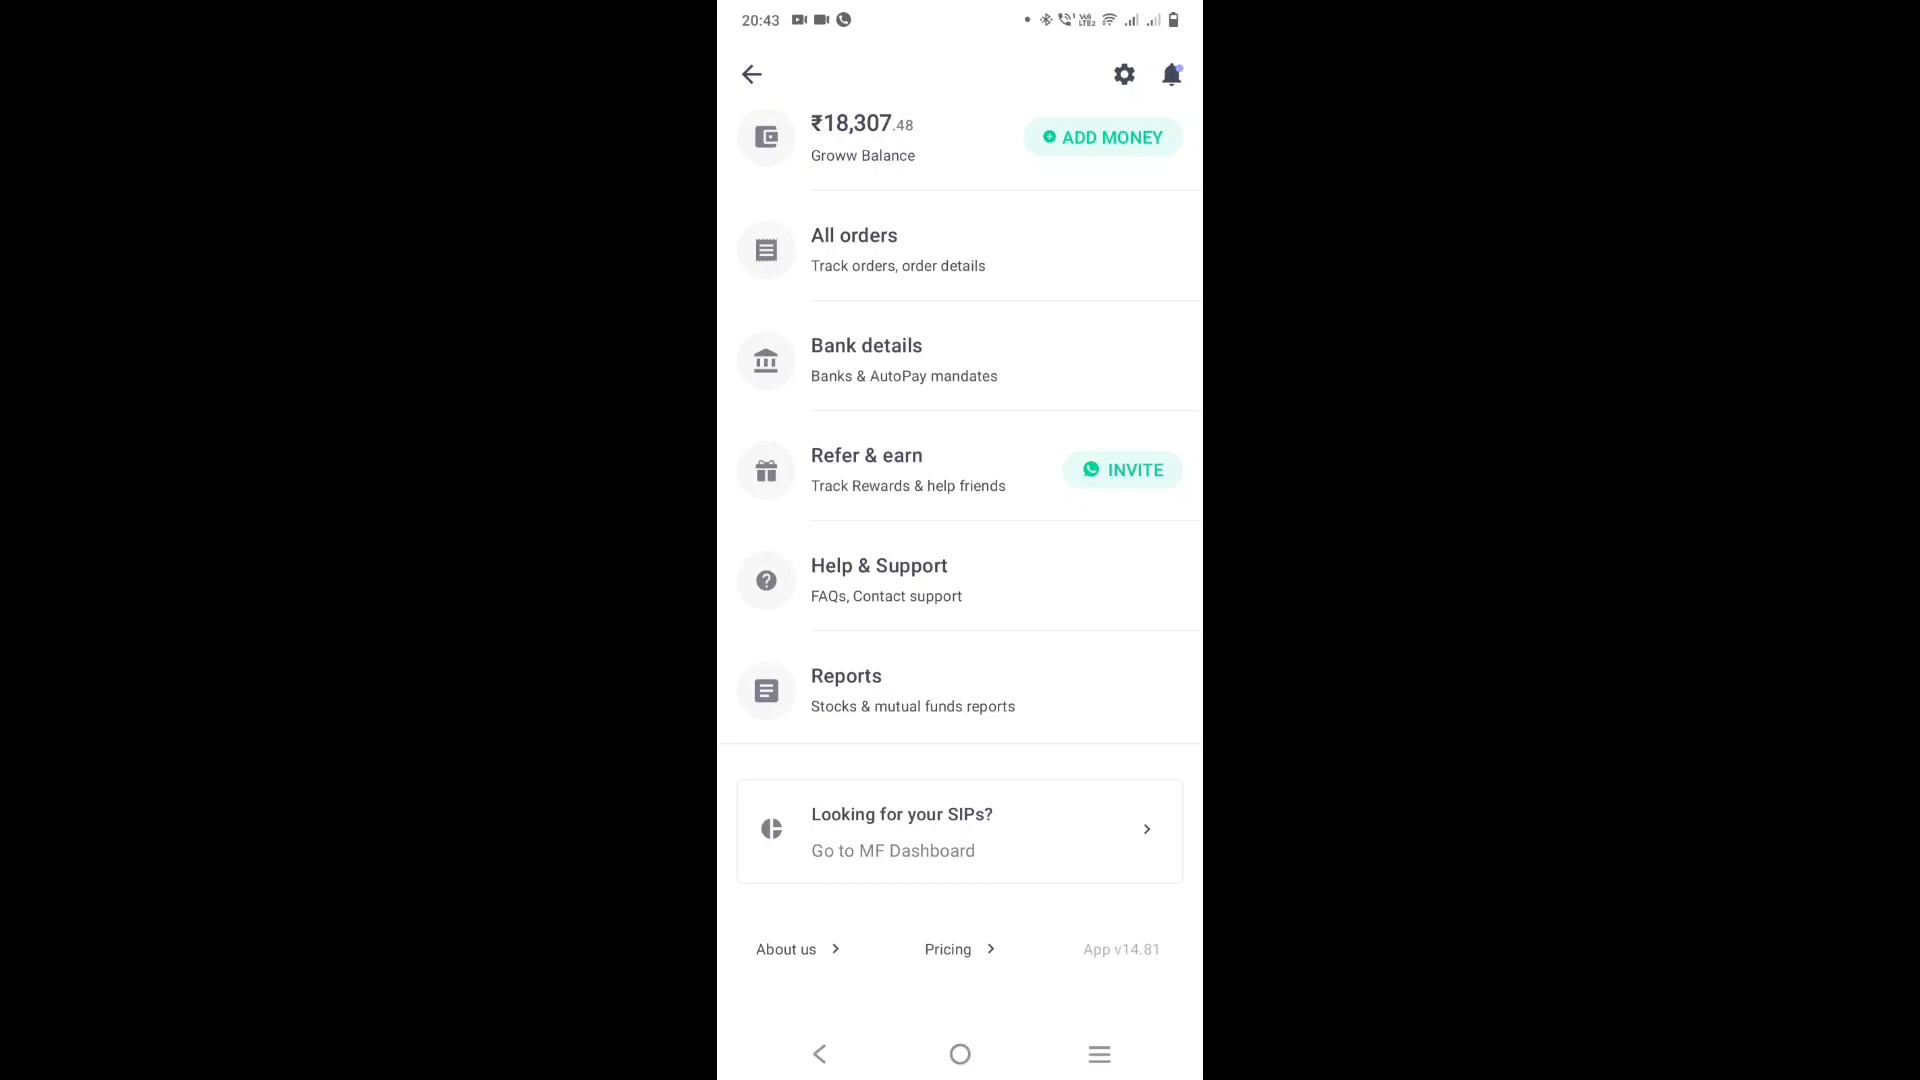 20:43
Vo) LTE2
₹18,307.48
ADD MONEY
Groww Balance
All orders
Track orders, order details
Bank details
Banks & AutoPay mandates
Refer & earn
INVITE
Track Rewards & help friends
Help & Support
FAQs, Contact support
Reports
Stocks & mutual funds reports
Looking for your SIPs?
Go to MF Dashboard
About us
Pricing
App v14.81